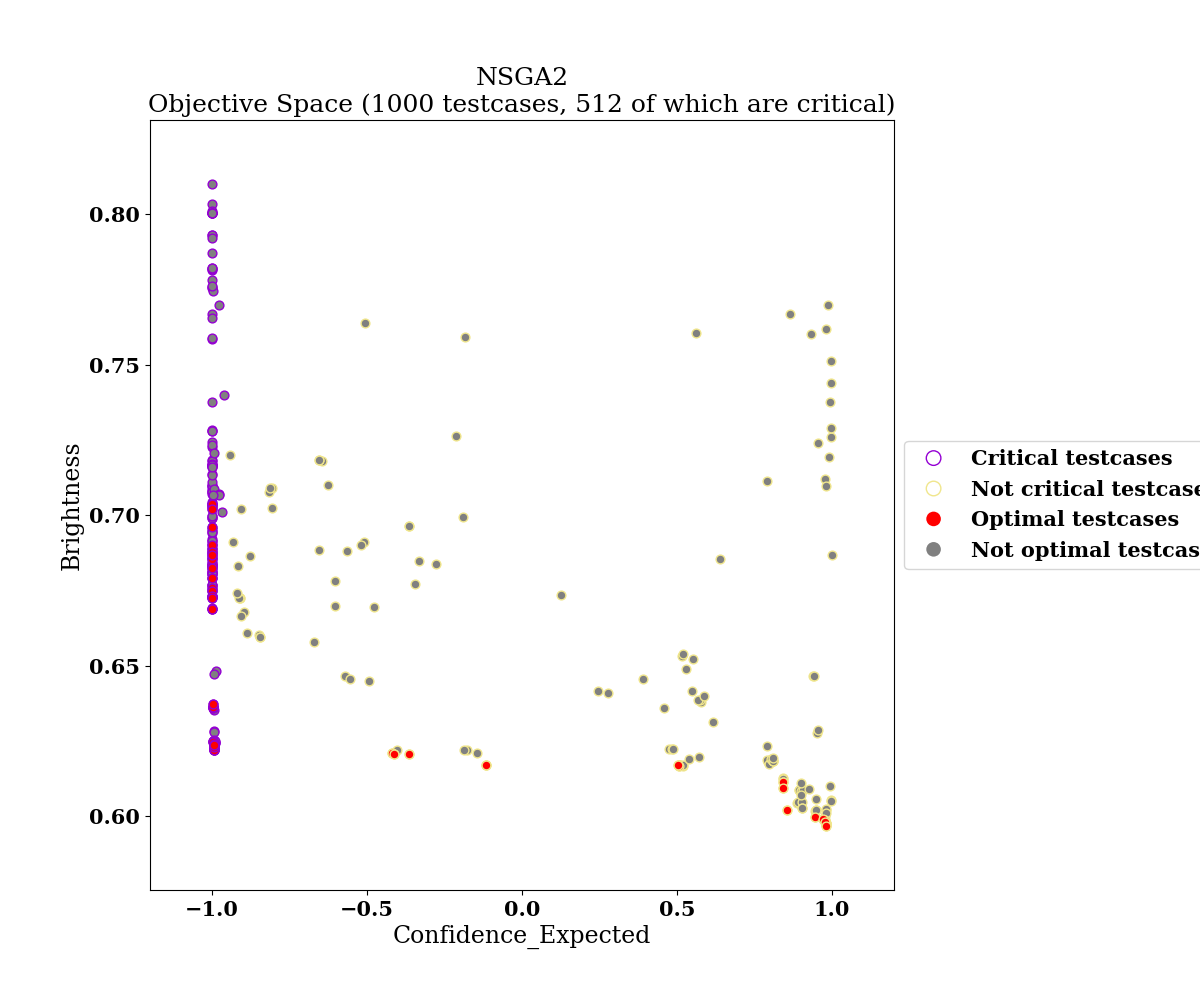 NSGA2
Objective Space (1000 testcases, 512 of which are critical)
0.80
0.75
0.70
0.65
0.60
Brightness
−1.0
−0.5
0.0
0.5
1.0
Confidence_Expected
Critical testcases
Not critical testcase
Optimal testcases
Not optimal testcas